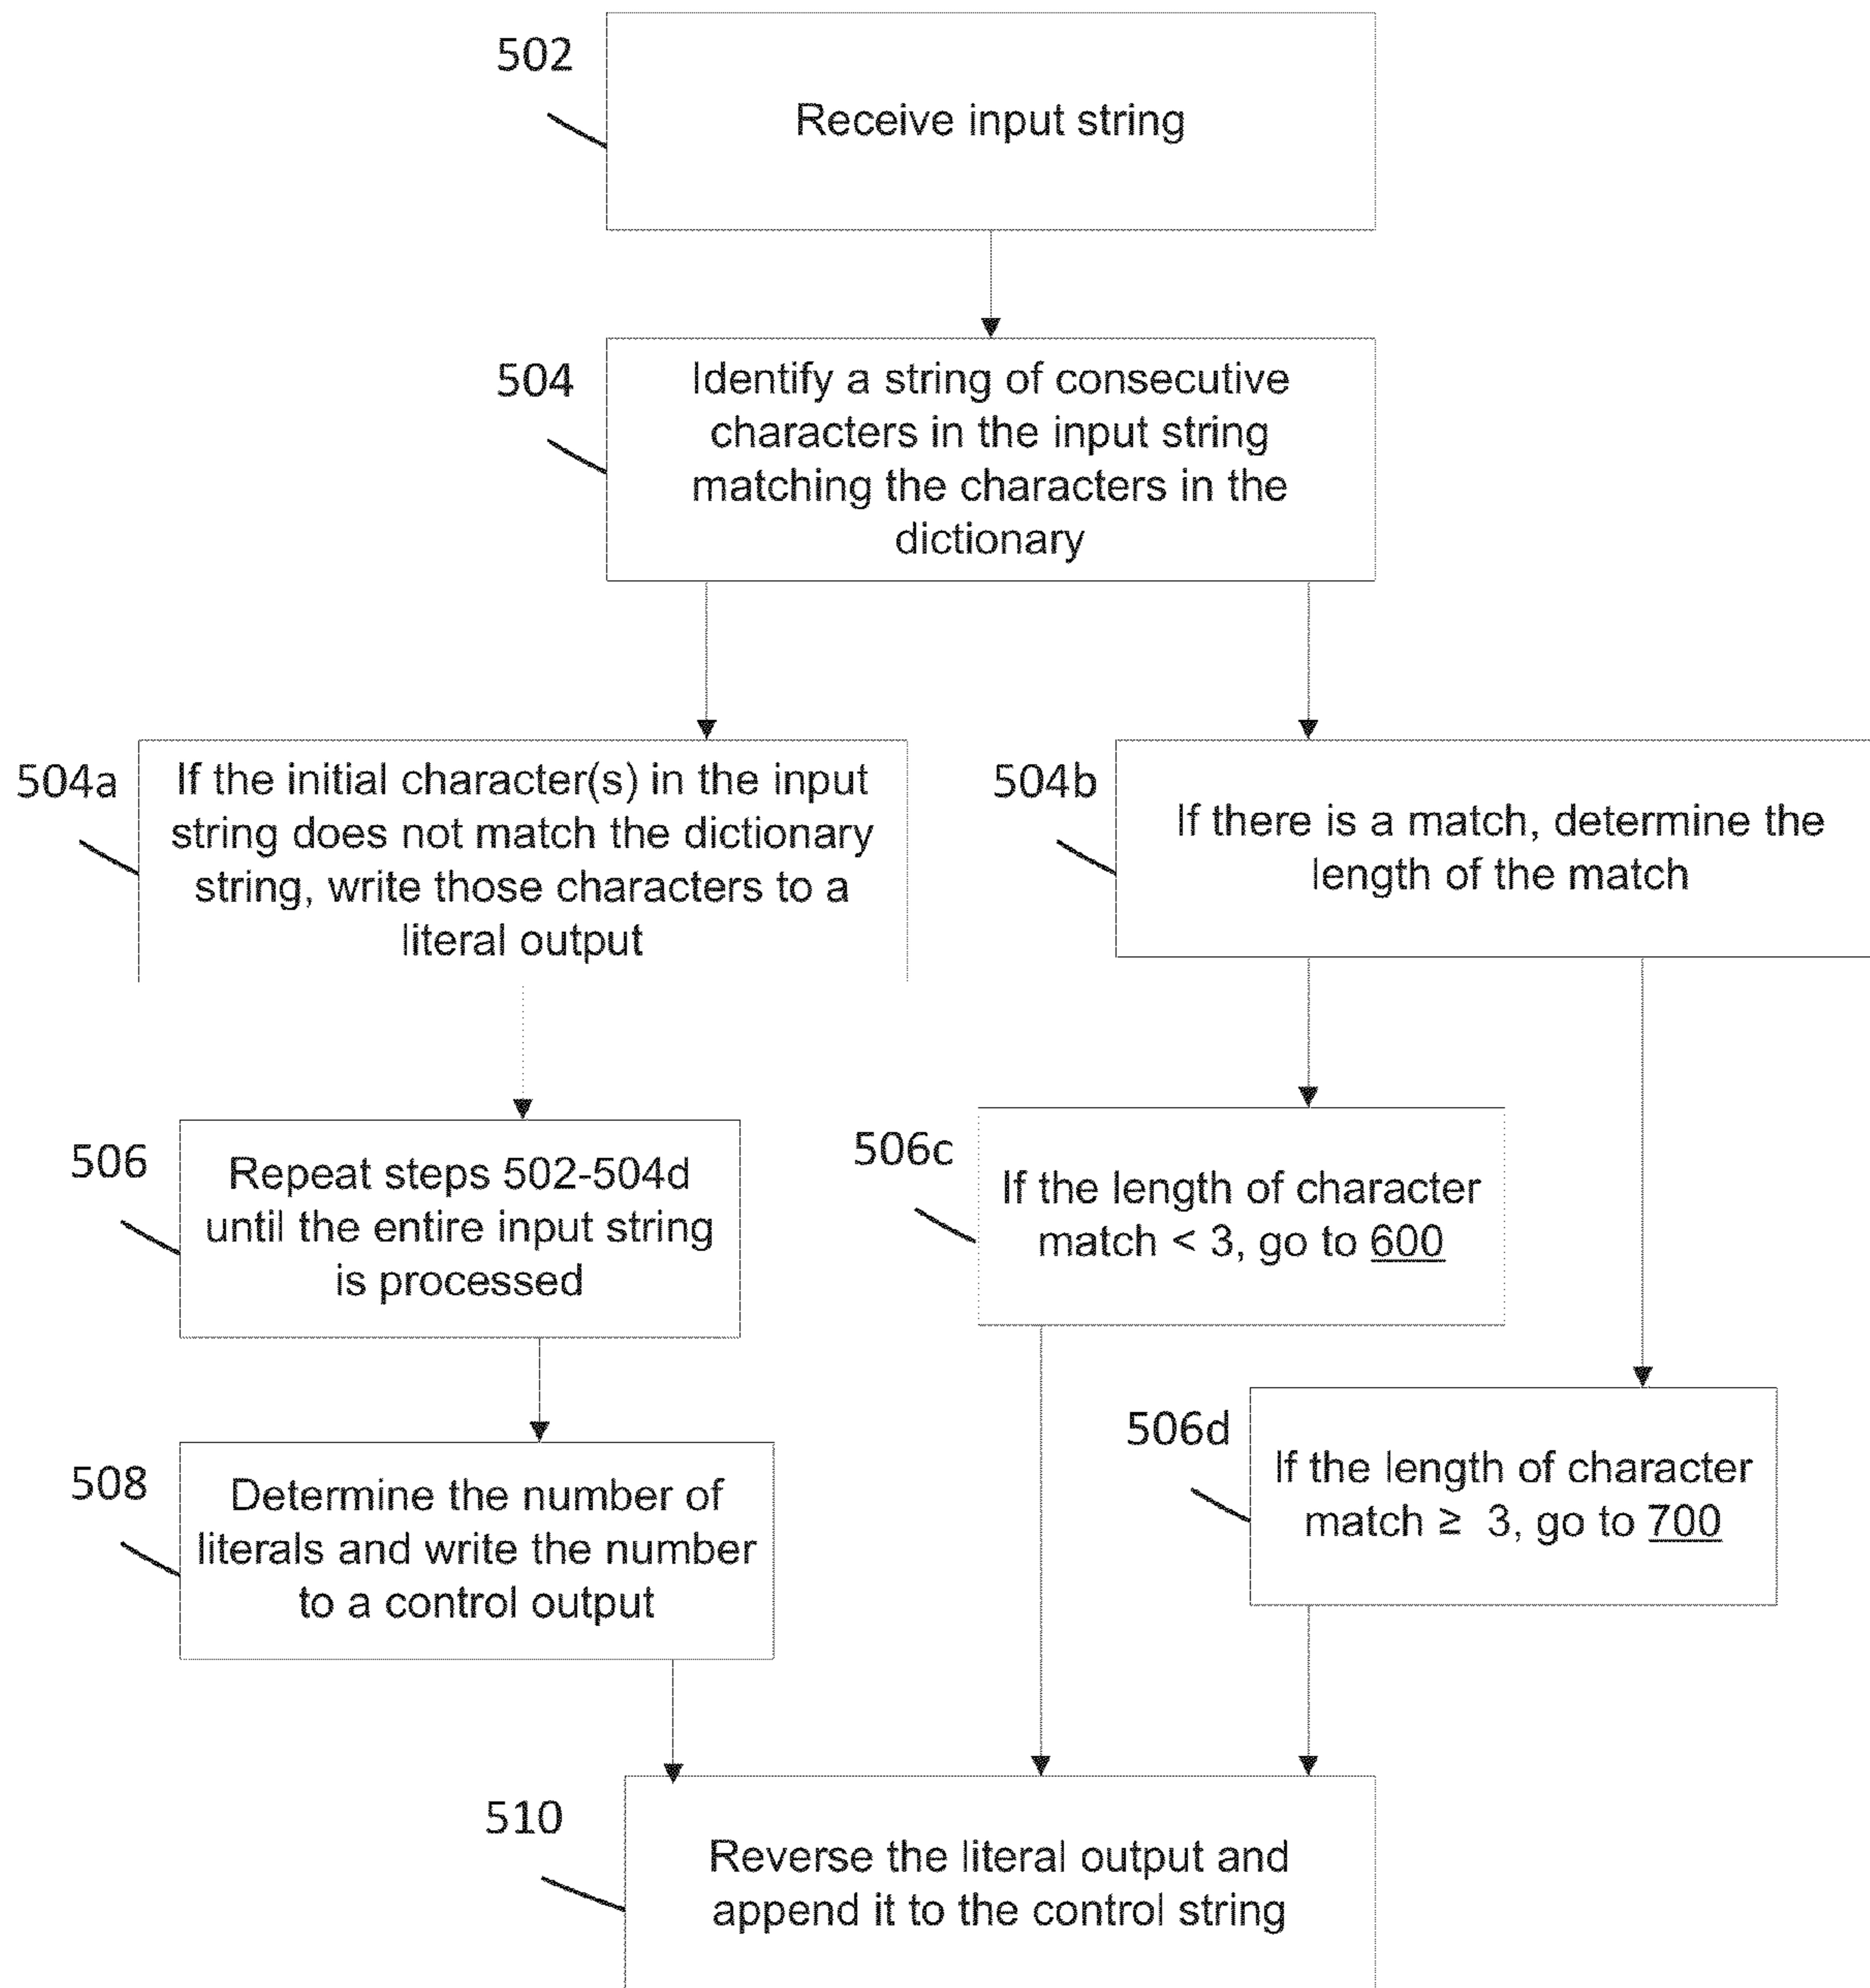 502
Receive input string
504
Identify a string of consecutive
characters in the input string
matching the characters in the
dictionary
504a
If the initial character(s) in the input
string does not match the dictionary
string, write those characters to a
literal output
504b
If there is a match, determine the
length of the match
506
Repeat steps 502-504d
until the entire input string
is processed
506c
If the length of character
match < 3, go to 600
506d
If the length of character
match ≥ 3, go to 700
508
Determine the number of
literals and write the number
to a control output
510
Reverse the literal output and
append it to the control string